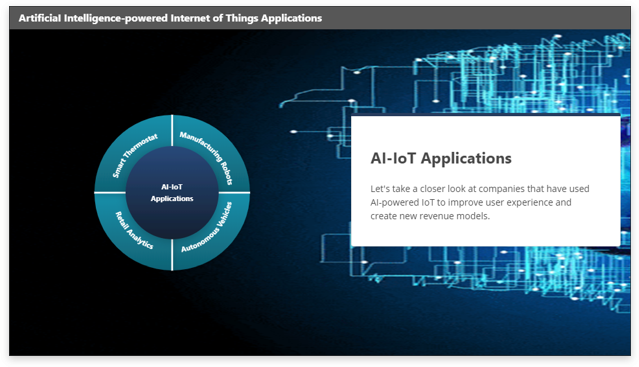 Artificial Intelligence-powered Internet of Things Applications
Smart Thermostat
Manufacturing Robots
AI-IoT
Applications
Retail Analytics
Autonomous Vehicles
AI-IoT Applications
Let's take a closer look at companies that have used
AI-powered IoT to improve user experience and
create new revenue models.